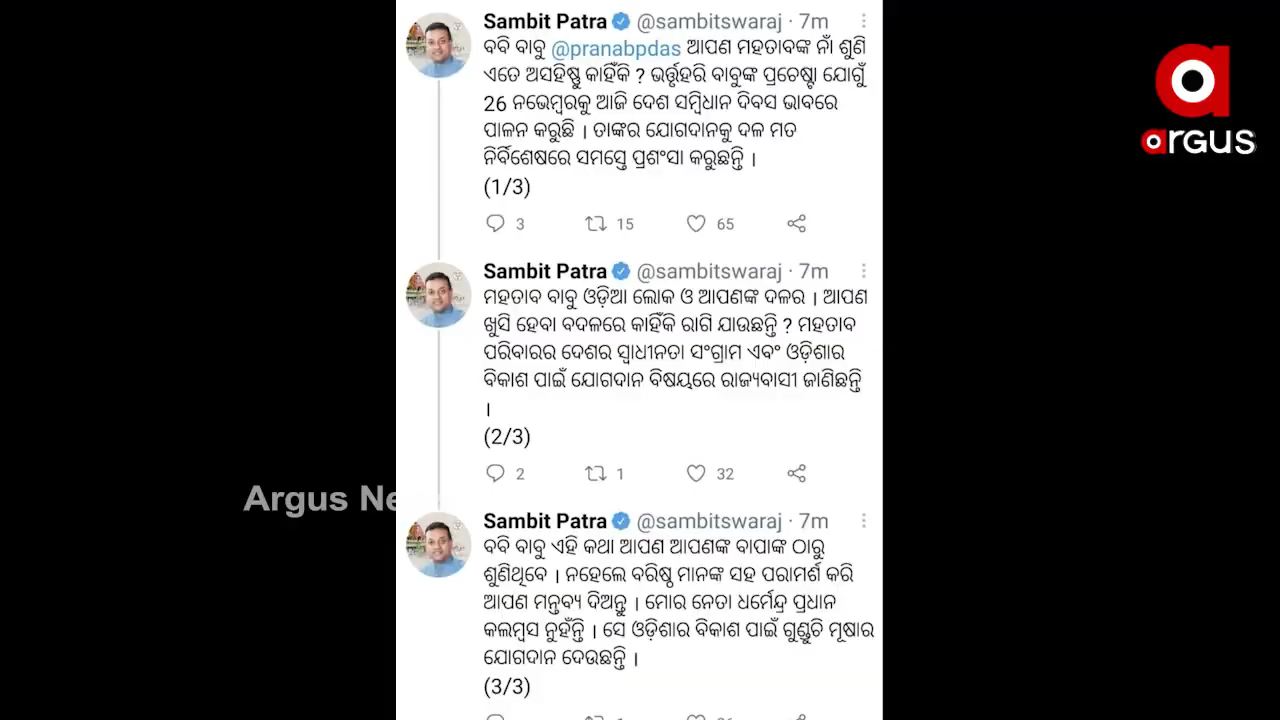 Sambit Patra @sambitswaraj · 7m
ବବି ବାବୁ @pranabpdas ଆପଣ ମହତାବଙ୍କ ନାଁ ଶୁଣି
ଏତେ ଅସହିଷ୍ଣୁ କାହିଁକି ? ଭର୍ତ୍ତୃହରି ବାବୁଙ୍କ ପ୍ରଚେଷ୍ଟା ଯୋଗୁଁ
26 ନଭେମ୍ବରକୁ ଆଜି ଦେଶ ସମ୍ବିଧାନ ଦିବସ ଭାବରେ
ପାଳନ କରୁଛି । ତାଙ୍କର ଯୋଗଦାନକୁ ଦଳ ମତ
ନିର୍ବିଶେଷରେ ସମସ୍ତେ ପ୍ରଶଂସା କରୁଛନ୍ତି ।
(1/3)
3 15 65
Sambit Patra @sambitswaraj · 7m
ମହତାବ ବାବୁ ଓଡ଼ିଆ ଲୋକ ଓ ଆପଣଙ୍କ ଦଳର । ଆପଣ
ଖୁସି ହେବା ବଦଳରେ କାହିଁକି ରାଗି ଯାଉଛନ୍ତି ? ମହତାବ
ପରିବାରର ଦେଶର ସ୍ୱାଧୀନତା ସଂଗ୍ରାମ ଏବଂ ଓଡ଼ିଶାର
ବିକାଶ ପାଇଁ ଯୋଗଦାନ ବିଷୟରେ ରାଜ୍ୟବାସୀ ଜାଣିଛନ୍ତି
।
(2/3)
2 1 32
Sambit Patra @sambitswaraj · 7m
ବବି ବାବୁ ଏହି କଥା ଆପଣ ଆପଣଙ୍କ ବାପାଙ୍କ ଠାରୁ
ଶୁଣିଥିବେ । ନହେଲେ ବରିଷ୍ଠ ମାନଙ୍କ ସହ ପରାମର୍ଶ କରି
ଆପଣ ମନ୍ତବ୍ୟ ଦିଅନ୍ତୁ । ମୋର ନେତା ଧର୍ମେନ୍ଦ୍ର ପ୍ରଧାନ
କଲମ୍ବସ ନୁହଁନ୍ତି । ସେ ଓଡ଼ିଶାର ବିକାଶ ପାଇଁ ଗୁଣ୍ଡୁଚି ମୂଷାର
ଯୋଗଦାନ ଦେଉଛନ୍ତି ।
(3/3)
argus
Argus Ne